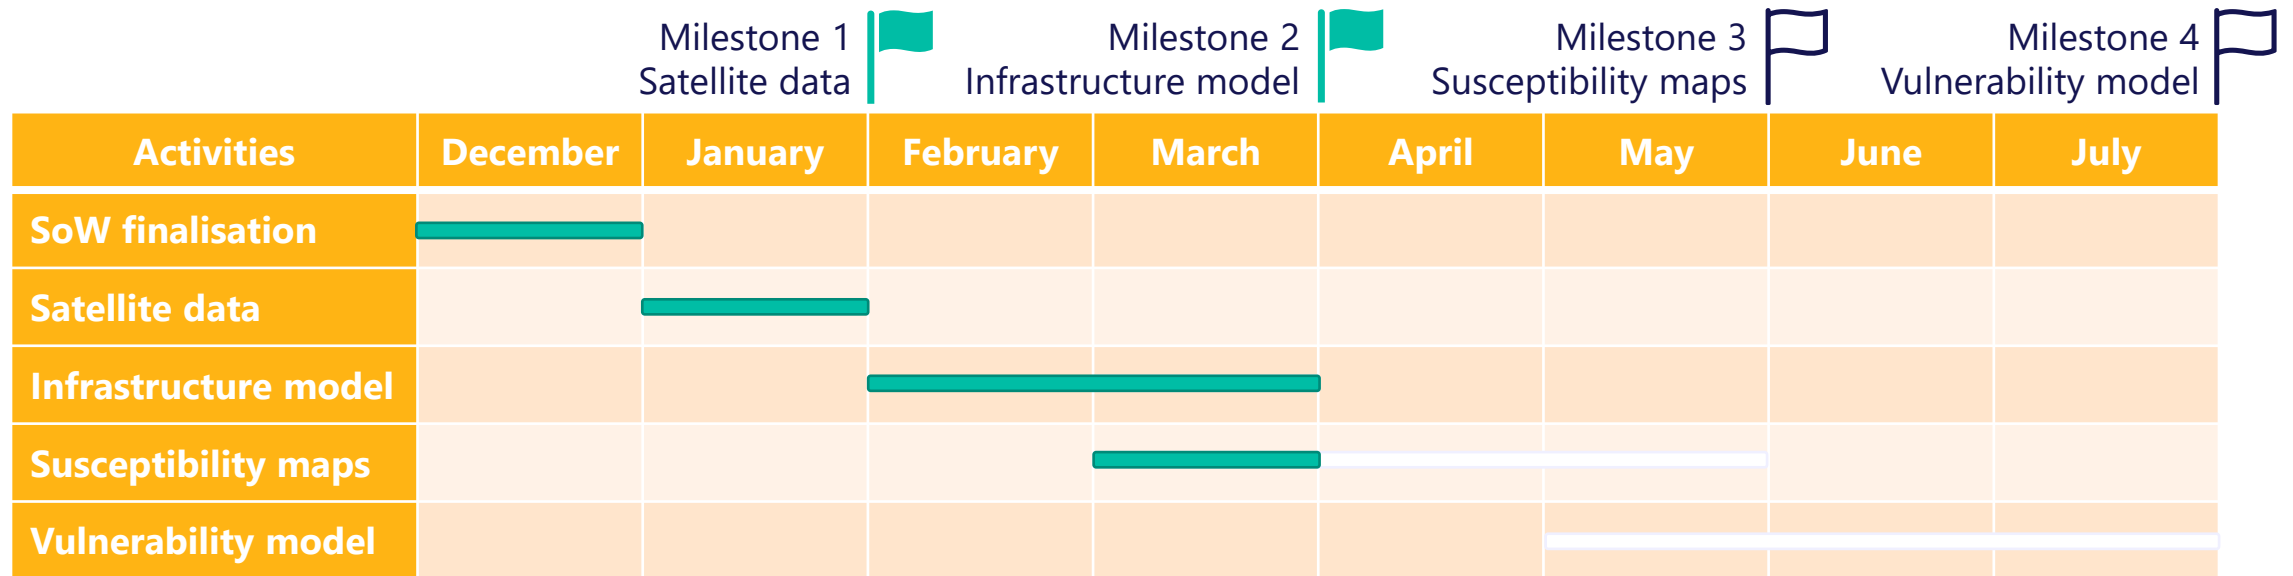 Milestone 1
Satellite data
Milestone 2
Infrastructure model
Milestone 3
Susceptibility maps
Milestone 4
Vulnerability model
Activities December January February March April May June July
SoW finalisation
Satellite data
Infrastructure model
Susceptibility maps
Vulnerability model